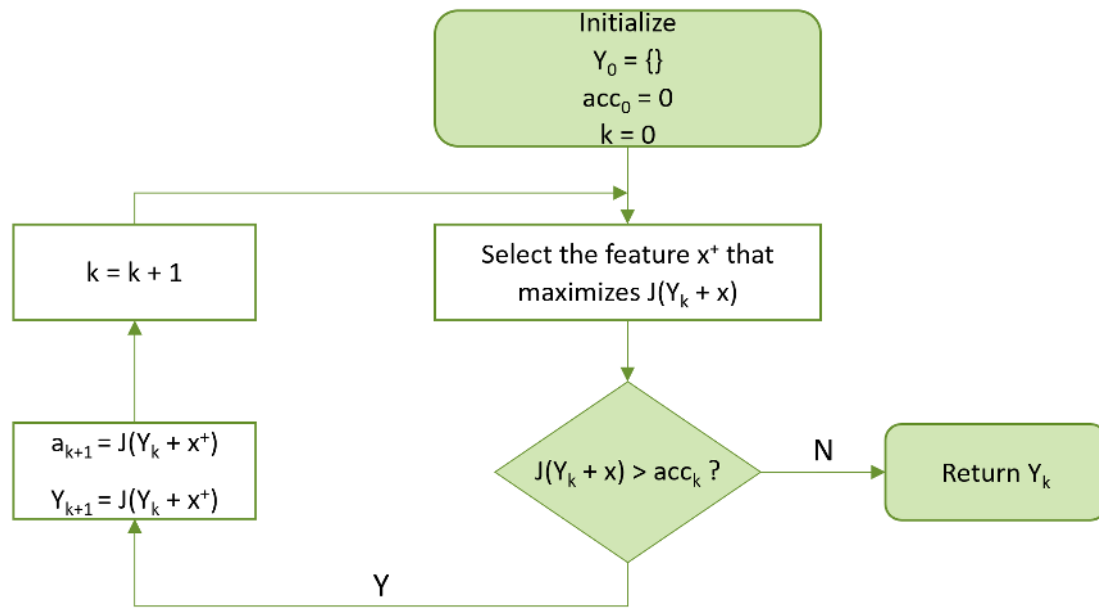 Initialize
Y₀ = {}
acc₀ = 0
k = 0
k = k + 1
Select the feature x⁺ that
maximizes J(Yₖ + x)
aₖ₊₁ = J(Yₖ + x⁺)
Yₖ₊₁ = J(Yₖ + x⁺)
J(Yₖ + x) > accₖ ?
N
Return Yₖ
Y